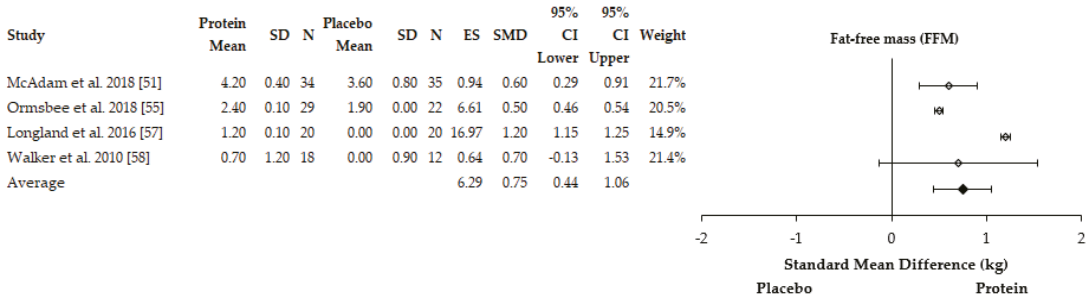 Study Protein Mean SD N Placebo Mean SD N ES SMD 95% CI Lower 95% CI Upper Weight
McAdam et al. 2018 [51] 4.20 0.40 34 3.60 0.80 35 0.94 0.60 0.29 0.91 21.7%
Ormsbee et al. 2018 [55] 2.40 0.10 29 1.90 0.00 22 6.61 0.50 0.46 0.54 20.5%
Longland et al. 2016 [57] 1.20 0.10 20 0.00 0.00 20 16.97 1.20 1.15 1.25 14.9%
Walker et al. 2010 [58] 0.70 1.20 18 0.00 0.90 12 0.64 0.70 -0.13 1.53 21.4%
Average 6.29 0.75 0.44 1.06
Fat-free mass (FFM)
-2 -1 0 1 2
Standard Mean Difference (kg)
Placebo Protein